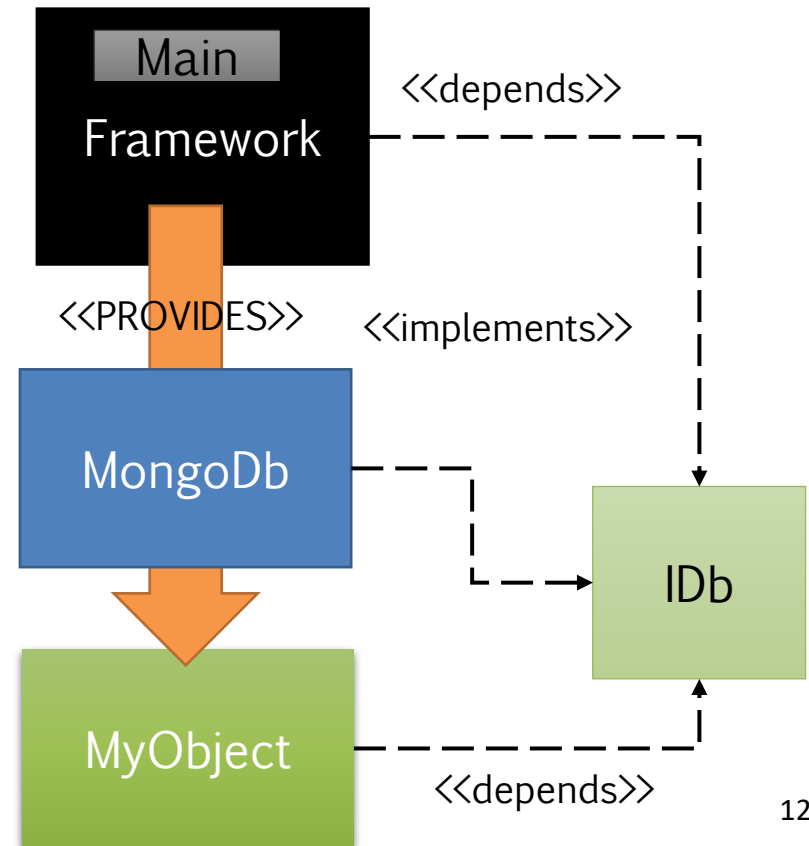 Main
<<depends>>
Framework
<<PROVIDES>>
<<implements>>
MongoDb
IDb
MyObject
<<depends>>
12